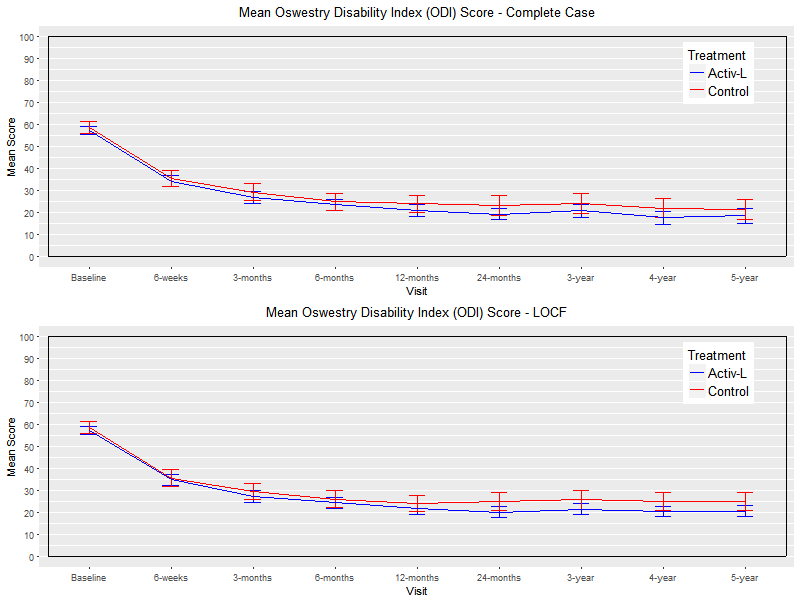 Mean Oswestry Disability Index (ODI) Score - Complete Case
Mean Score
100
90
80
70
60
50
40
30
20
10
0
Treatment
Activ-L
Control
Baseline 6-weeks 3-months 6-months 12-months 24-months 3-year 4-year 5-year
Visit
Mean Oswestry Disability Index (ODI) Score - LOCF
Mean Score
100
90
80
70
60
50
40
30
20
10
0
Treatment
Activ-L
Control
Baseline 6-weeks 3-months 6-months 12-months 24-months 3-year 4-year 5-year
Visit